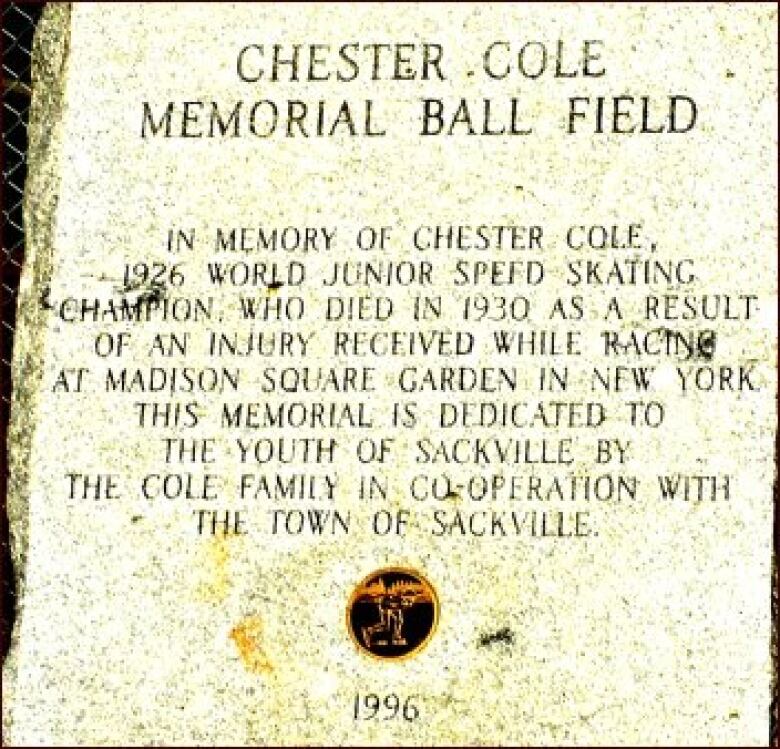 CHESTER COLE
MEMORIAL BALL FIELD
IN MEMORY OF CHESTER COLE,
1926 WORLD JUNIOR SPEED SKATING
CHAMPION, WHO DIED IN 1930 AS A RESULT
OF AN INJURY RECEIVED WHILE RACING
AT MADISON SQUARE GARDEN IN NEW YORK
THIS MEMORIAL IS DEDICATED TO
THE YOUTH OF SACKVILLE BY
THE COLE FAMILY IN CO-OPERATION WITH
THE TOWN OF SACKVILLE.
1996